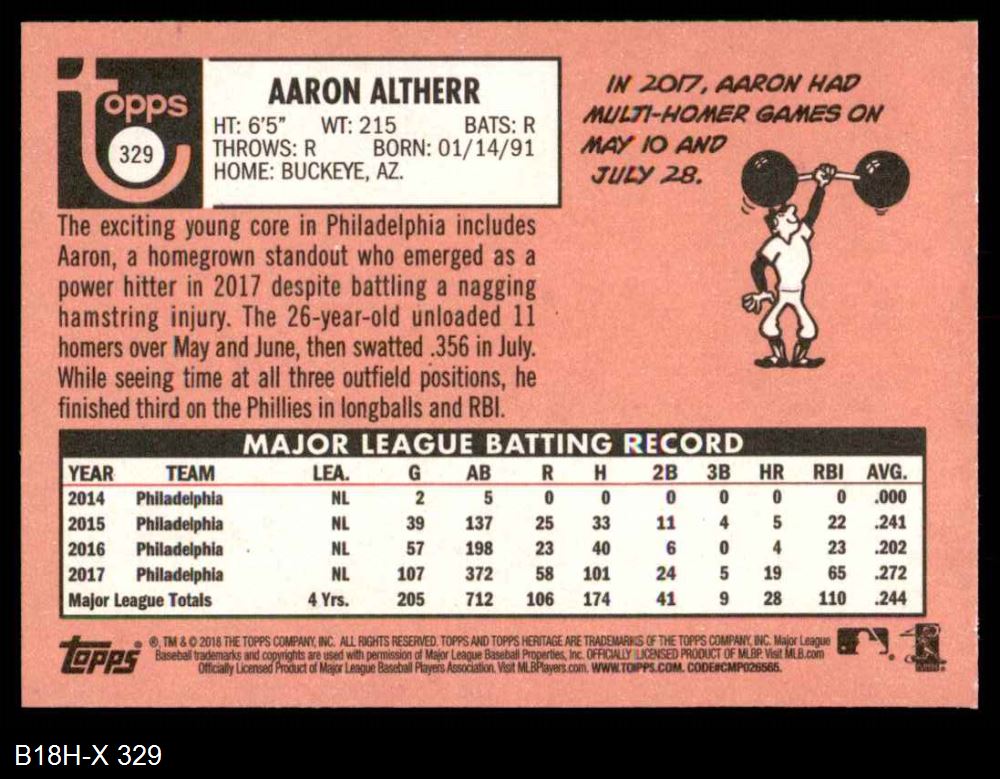 Topps
329
AARON ALTHERR
HT: 6'5" WT: 215 BATS: R
THROWS: R BORN: 01/14/91
HOME: BUCKEYE, AZ.
IN 2017, AARON HAD
MULTI-HOMER GAMES ON
MAY 10 AND
JULY 28.
The exciting young core in Philadelphia includes
Aaron, a homegrown standout who emerged as a
power hitter in 2017 despite battling a nagging
hamstring injury. The 26-year-old unloaded 11
homers over May and June, then swatted .356 in July.
While seeing time at all three outfield positions, he
finished third on the Phillies in longballs and RBI.
MAJOR LEAGUE BATTING RECORD
YEAR TEAM LEA. G AB R H 2B 3B HR RBI AVG.
2014 Philadelphia NL 2 5 0 0 0 0 0 0 .000
2015 Philadelphia NL 39 137 25 33 11 4 5 22 .241
2016 Philadelphia NL 57 198 23 40 6 0 4 23 .202
2017 Philadelphia NL 107 372 58 101 24 5 19 65 .272
Major League Totals 4 Yrs. 205 712 106 174 41 9 28 110 .244
Topps
®, TM & © 2018 THE TOPPS COMPANY, INC. ALL RIGHTS RESERVED. TOPPS AND TOPPS HERITAGE ARE TRADEMARKS OF THE TOPPS COMPANY, INC. Major League
Baseball trademarks and copyrights are used with permission of Major League Baseball Properties, Inc. OFFICIALLY LICENSED PRODUCT OF MLBP. Visit MLB.com
Officially Licensed Product of Major League Baseball Players Association. Visit MLBPlayers.com. WWW.TOPPS.COM. CODE#CMP026565.
B18H-X 329